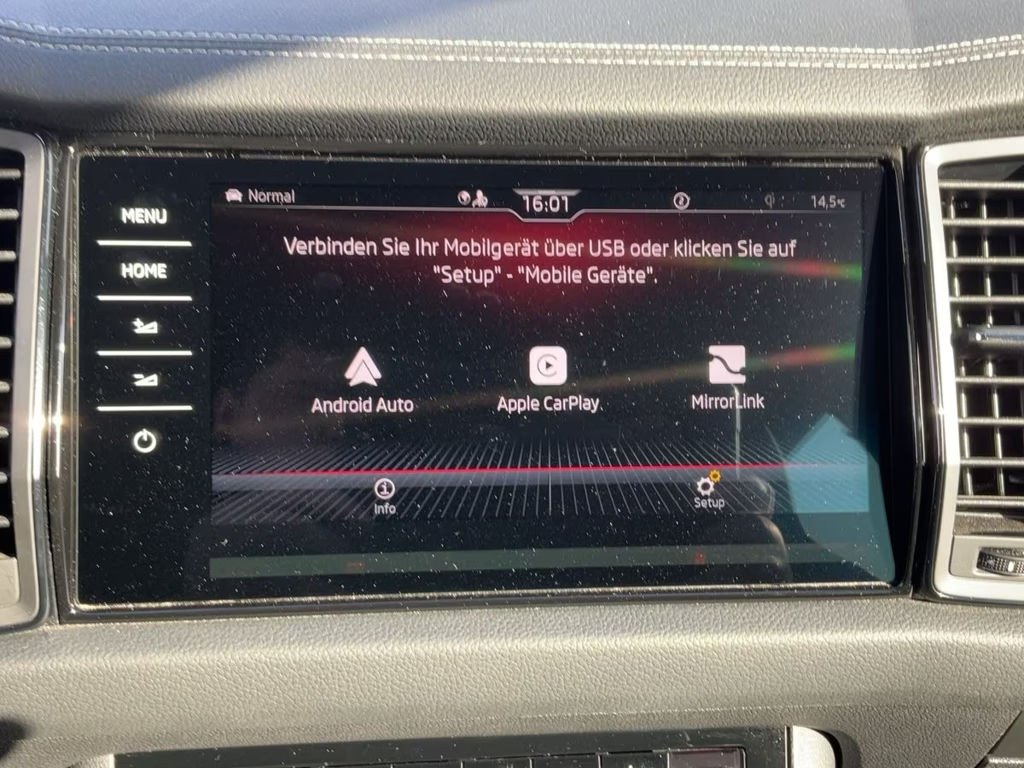 Normal
16:01
14,5°C
MENU
HOME
Verbinden Sie Ihr Mobilgerät über USB oder klicken Sie auf
"Setup" - "Mobile Geräte".
Android Auto
Apple CarPlay
MirrorLink
Info
Setup